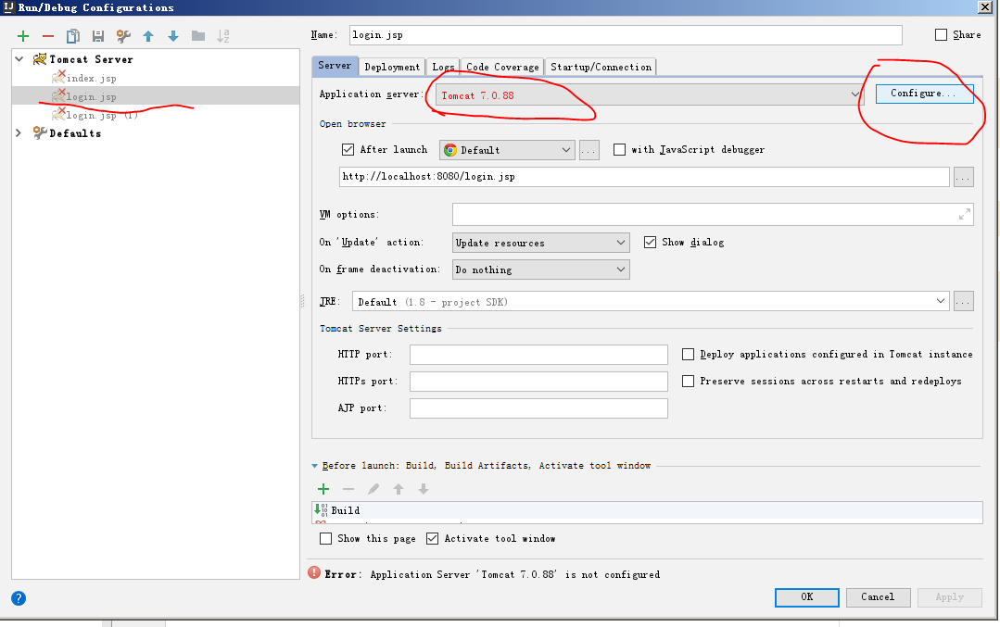 Run/Debug Configurations
Name: login.jsp Share
Tomcat Server
index.jsp
login.jsp
login.jsp (1)
Defaults
Server Deployment Logs Code Coverage Startup/Connection
Application server: Tomcat 7.0.88 Configure...
Open browser
After launch Default ... with JavaScript debugger
http://localhost:8080/login.jsp ...
VM options:
On 'Update' action: Update resources Show dialog
On frame deactivation: Do nothing
JRE: Default (1.8 - project SDK) ...
Tomcat Server Settings
HTTP port: Deploy applications configured in Tomcat instance
HTTPs port: Preserve sessions across restarts and redeploys
AJP port:
Before launch: Build, Build Artifacts, Activate tool window
Build
Show this page Activate tool window
Error: Application Server 'Tomcat 7.0.88' is not configured
? OK Cancel Apply